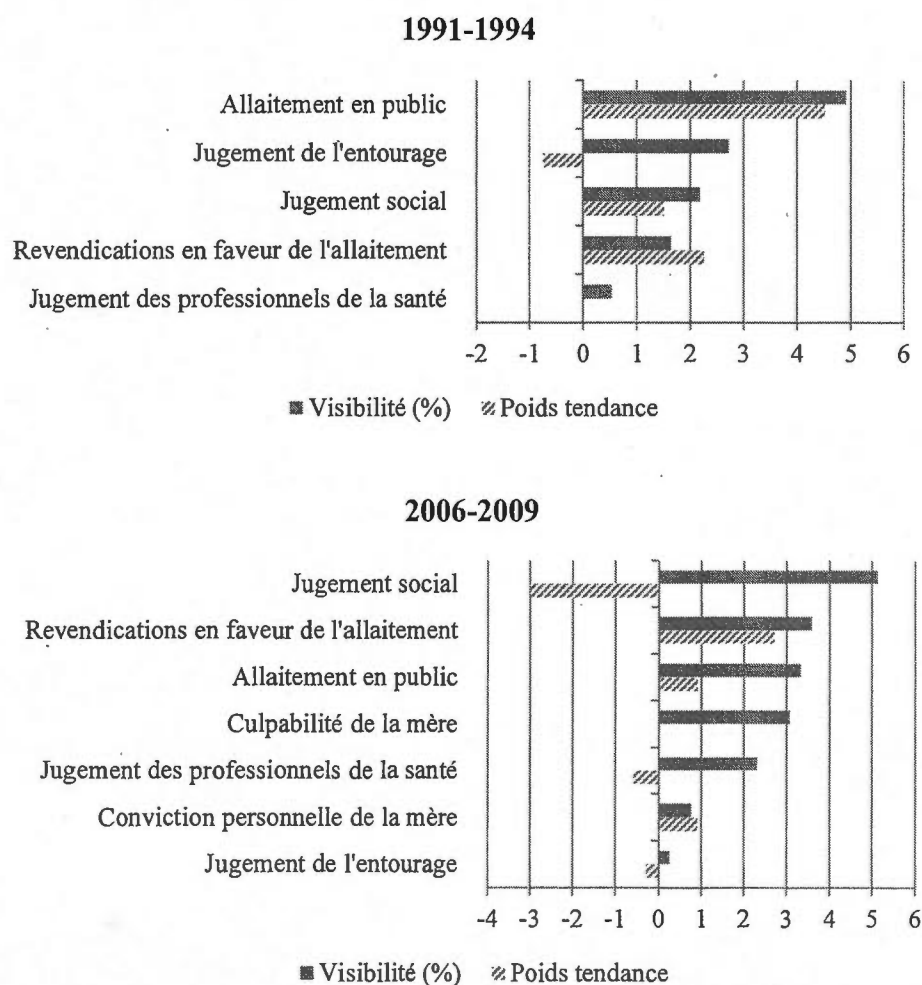 1991-1994
Allaitement en public
Jugement de l'entourage
Jugement social
Revendications en faveur de l'allaitement
Jugement des professionnels de la santé
-2 -1 0 1 2 3 4 5 6
Visibilité (%) Poids tendance
2006-2009
Jugement social
Revendications en faveur de l'allaitement
Allaitement en public
Culpabilité de la mère
Jugement des professionnels de la santé
Conviction personnelle de la mère
Jugement de l'entourage
-4 -3 -2 -1 0 1 2 3 4 5 6
Visibilité (%) Poids tendance